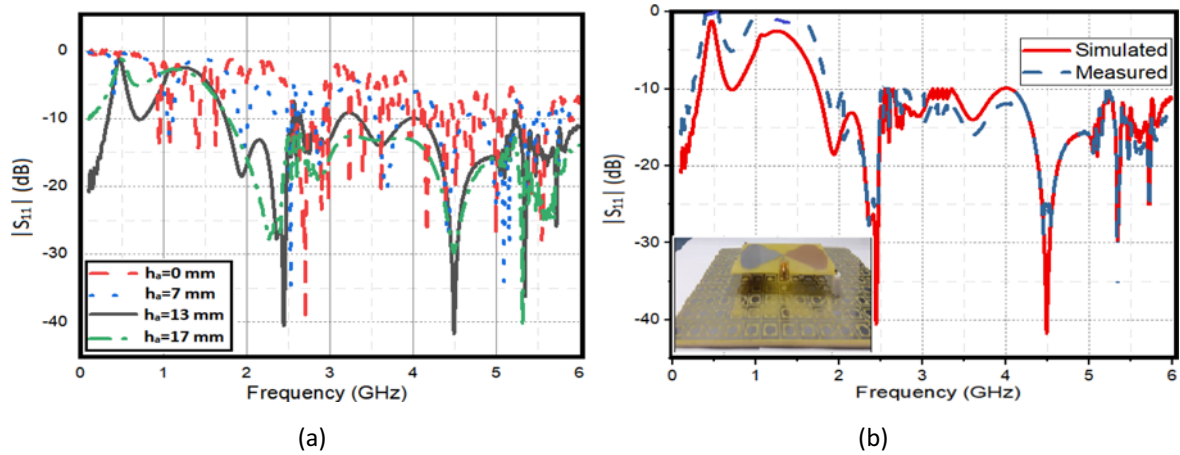 |S₁₁| (dB)
0
-10
-20
-30
-40
hₐ=0 mm
hₐ=7 mm
hₐ=13 mm
hₐ=17 mm
0 1 2 3 4 5 6
Frequency (GHz)
(a)
|S₁₁| (dB)
0
-10
-20
-30
-40
Simulated
Measured
0 1 2 3 4 5 6
Frequency (GHz)
(b)